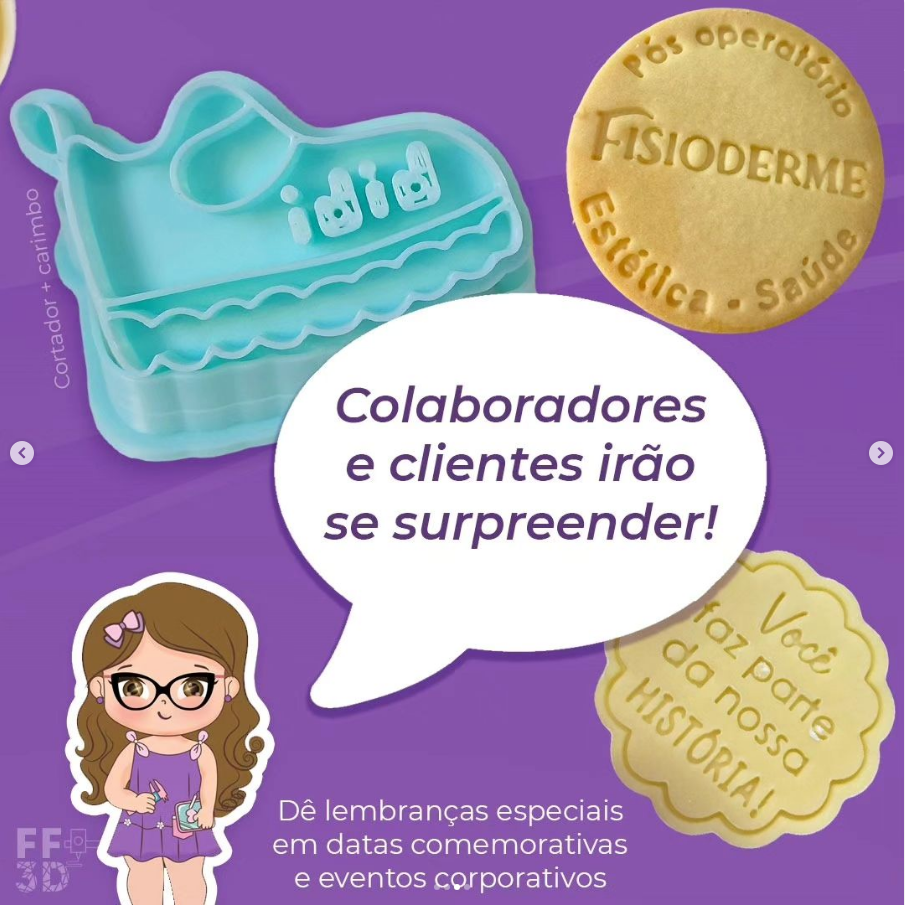 Pós operatório
FISIODERME
Estética - Saúde
idid
Cortador + carimbo
Colaboradores
e clientes irão
se surpreender!
Você
faz parte
da nossa
HISTÓRIA!
Dê lembranças especiais
em datas comemorativas
e eventos corporativos
FF
3D